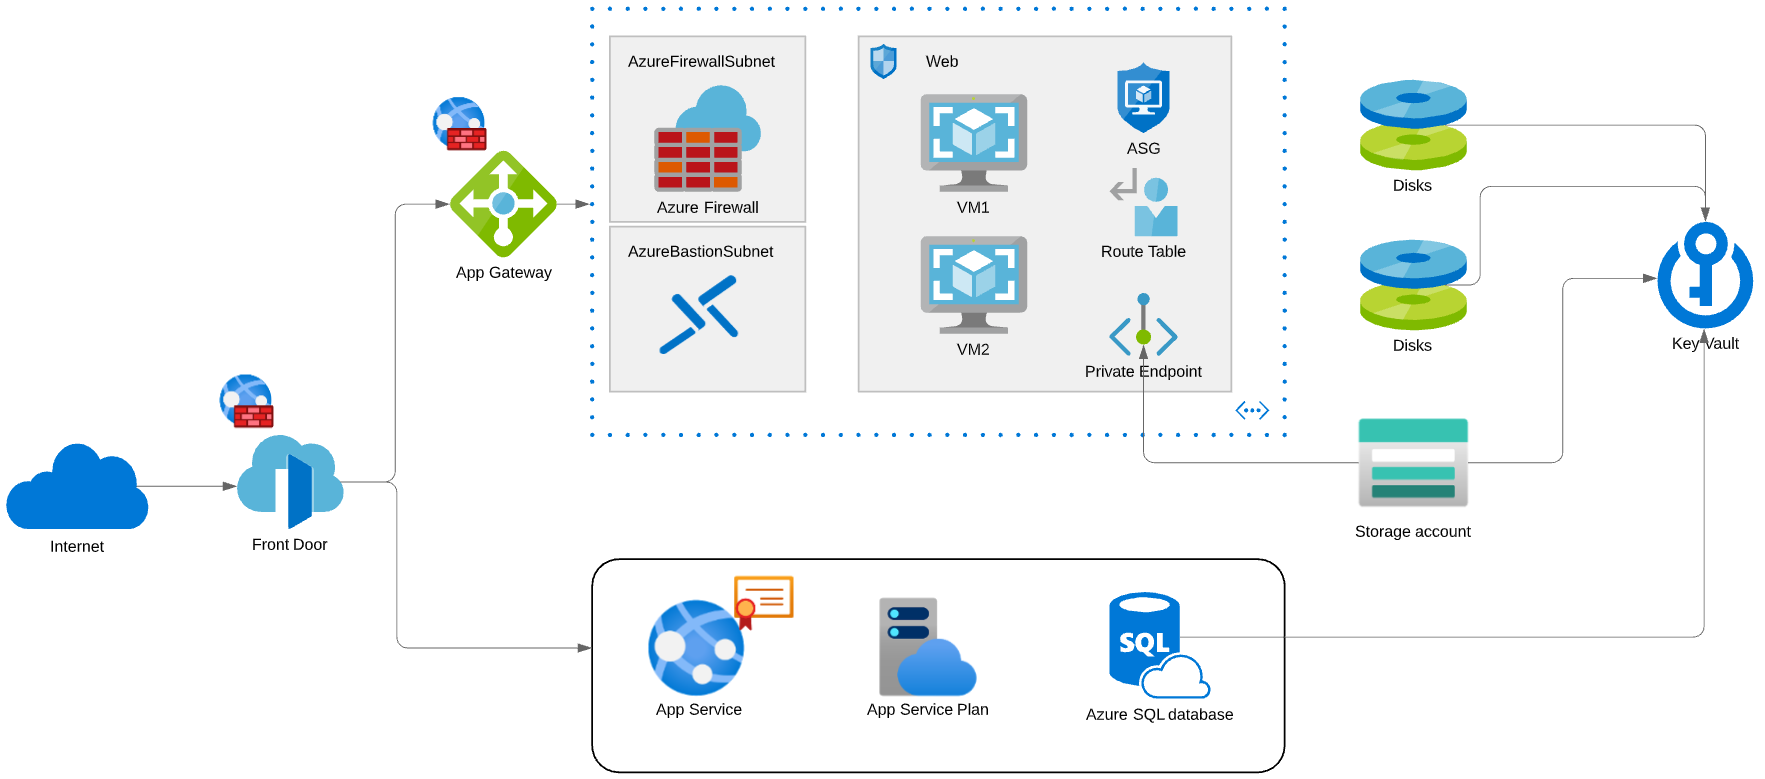 AzureFirewallSubnet
Azure Firewall
AzureBastionSubnet
Web
VM1
VM2
ASG
Route Table
Private Endpoint
Disks
Disks
Key Vault
Storage account
App Gateway
Internet
Front Door
App Service
App Service Plan
SQL
Azure SQL database